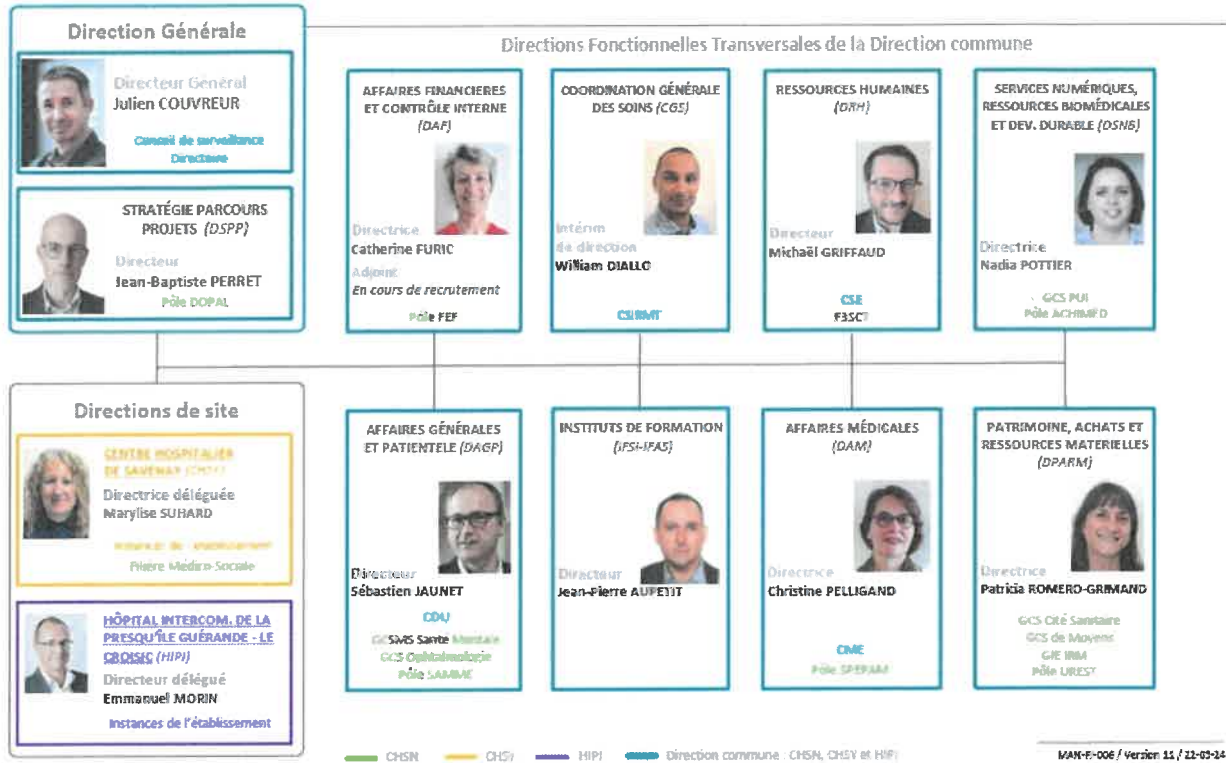 Direction Générale
Directeur Général
Julien COUVREUR
Conseil de surveillance
Directoire
STRATÉGIE PARCOURS
PROJETS (DSPP)
Directeur
Jean-Baptiste PERRET
Pôle DOPAL
Directions Fonctionnelles Transversales de la Direction commune
AFFAIRES FINANCIERES
ET CONTRÔLE INTERNE
(DAF)
Directrice
Catherine FURIC
Adjoint
En cours de recrutement
Pôle FEF
COORDINATION GÉNÉRALE
DES SOINS (CGS)
Intérim
de direction
William DIALLO
CSIRMT
RESSOURCES HUMAINES
(DRH)
Directeur
Michaël GRIFFAUD
CSE
F3SCT
SERVICES NUMÉRIQUES,
RESSOURCES BIOMÉDICALES
ET DEV. DURABLE (DSNB)
Directrice
Nadia POTTIER
GCS PUI
Pôle ACHIMED
Directions de site
CENTRE HOSPITALIER
DE SAVENAY (CHSY)
Directrice déléguée
Marylise SUHARD
Instances de l'établissement
Filière Médico-Sociale
HÔPITAL INTERCOM. DE LA
PRESQU'ÎLE GUÉRANDE - LE
CROISIC (HIPI)
Directeur délégué
Emmanuel MORIN
Instances de l'établissement
AFFAIRES GÉNÉRALES
ET PATIENTELE (DAGP)
Directeur
Sébastien JAUNET
CDU
GCSMS Santé Mentale
GCS Ophtalmologie
Pôle SAMME
INSTITUTS DE FORMATION
(IFSI-IFAS)
Directeur
Jean-Pierre AUPETIT
AFFAIRES MÉDICALES
(DAM)
Directrice
Christine PELLIGAND
CME
Pôle
PATRIMOINE, ACHATS ET
RESSOURCES MATERIELLES
(DPARM)
Directrice
Patricia ROMERO-GRIMAND
GCS Cité Sanitaire
GCS de Moyens
GIE IRM
Pôle UREST
CHSN
CHSY
HIPI
Direction commune : CHSN, CHSY et HIPI